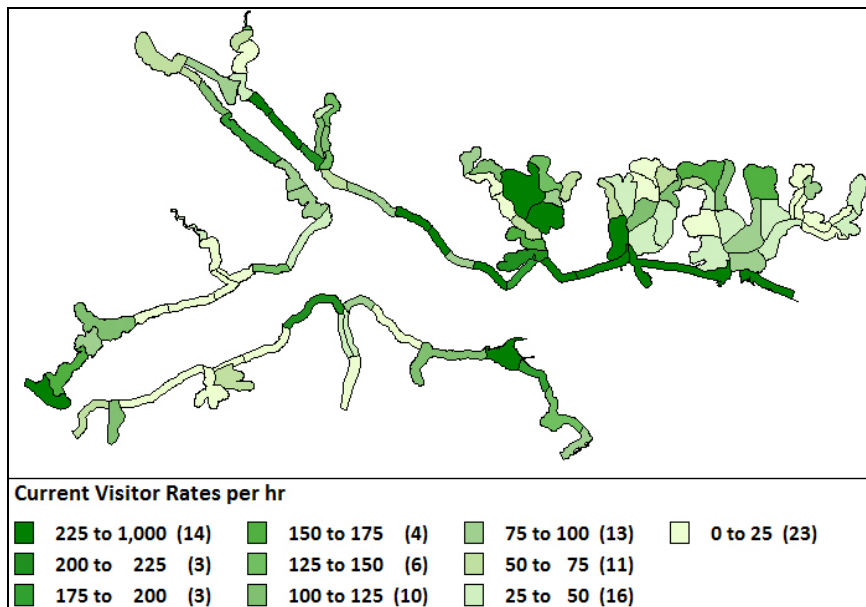 Current Visitor Rates per hr
225 to 1,000 (14) 150 to 175 (4) 75 to 100 (13) 0 to 25 (23)
200 to 225 (3) 125 to 150 (6) 50 to 75 (11)
175 to 200 (3) 100 to 125 (10) 25 to 50 (16)